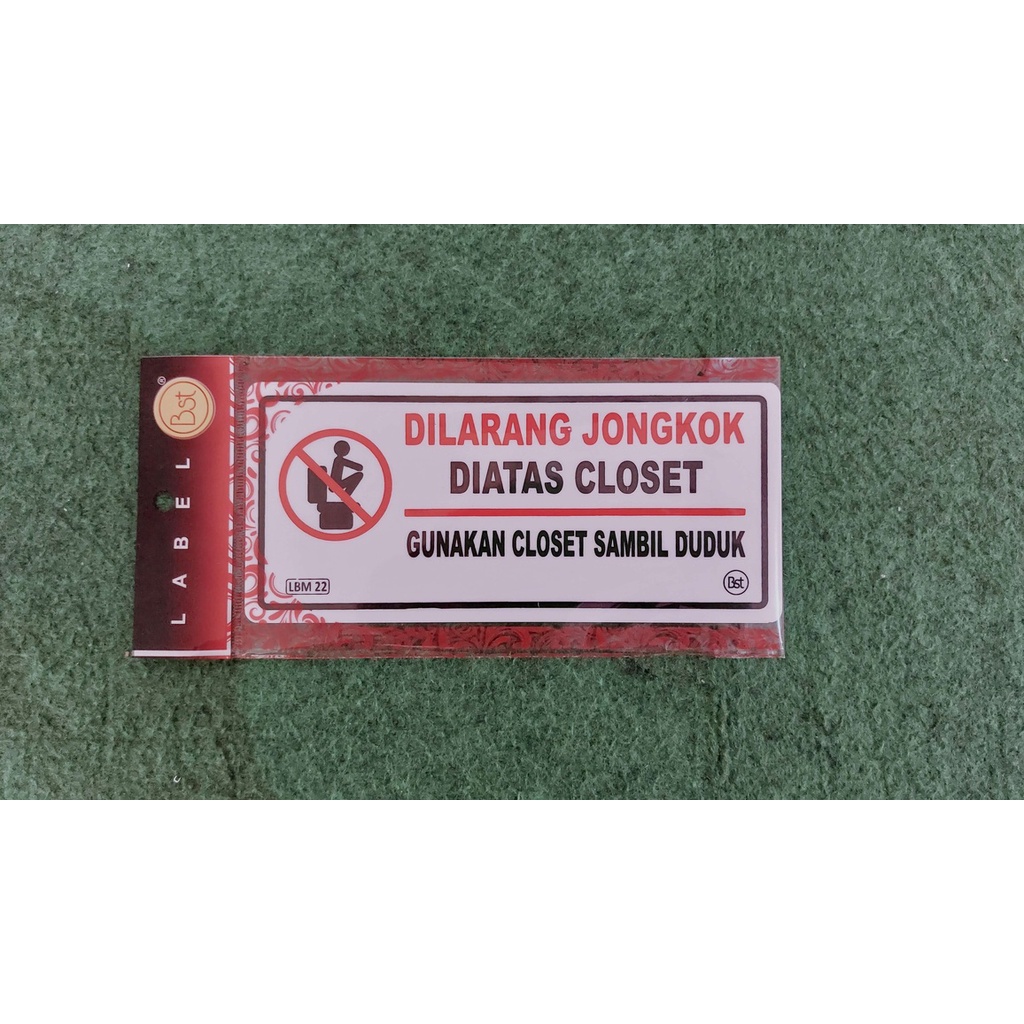 Bst
®
LABEL
DILARANG JONGKOK
DIATAS CLOSET
GUNAKAN CLOSET SAMBIL DUDUK
LBM 22
Bst